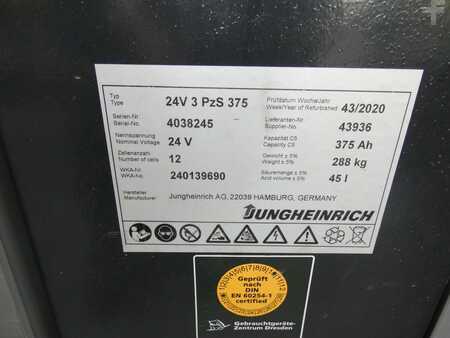 Typ
Type
24V 3 PzS 375
Prüfdatum Woche/Jahr
Week/Year of Refurbished
43/2020
Serien-Nr.
Serial-No.
4038245
Lieferanten-Nr.
Supplier-No.
43936
Nennspannung
Nominal Voltage
24 V
Kapazität C5
Capacity C5
375 Ah
Zellenanzahl
Number of cells
12
Gewicht ± 5%
Weight ± 5%
288 kg
WKA-Nr.
WKA-no.
240139690
Säuremenge ± 5%
Acid volume ± 5%
45 l
Hersteller
Manufacturer
Jungheinrich AG, 22039 HAMBURG, GERMANY
JUNGHEINRICH
Geprüft
nach
DIN
EN 60254-1
certified
Gebrauchtgeräte-
Zentrum Dresden